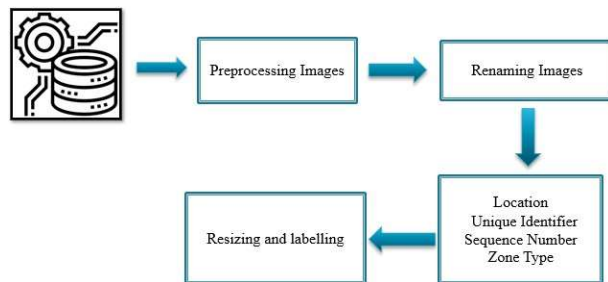 Preprocessing Images
Renaming Images
Location
Unique Identifier
Sequence Number
Zone Type
Resizing and labelling